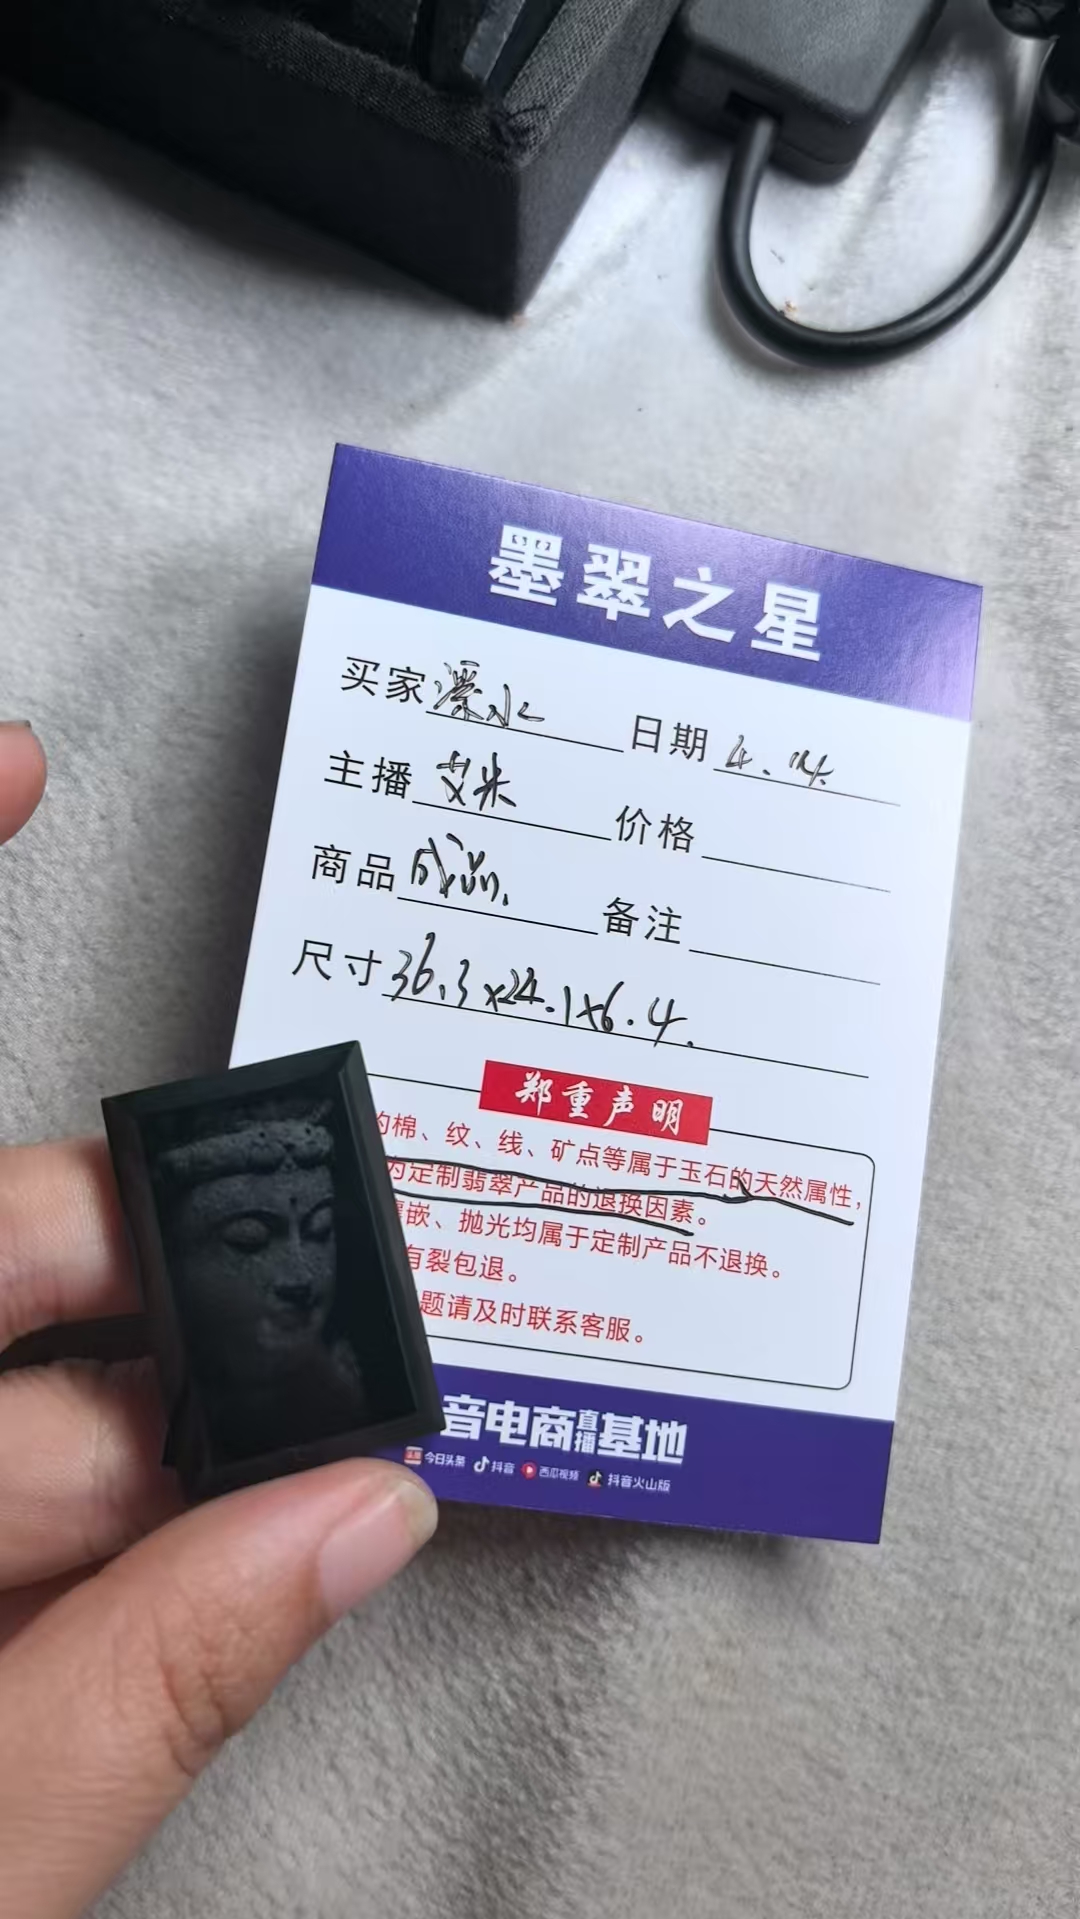 墨翠之星
买家溪水 日期4.14.
主播艾米 价格
商品成品. 备注
尺寸36.3x24.1x6.4.
郑重声明
的棉、纹、线、矿点等属于玉石的天然属性,
为定制翡翠产品的退换因素。
镶嵌、抛光均属于定制产品不退换。
有裂包退。
题请及时联系客服。
音电商直播基地
今日头条 抖音 西瓜视频 抖音火山版